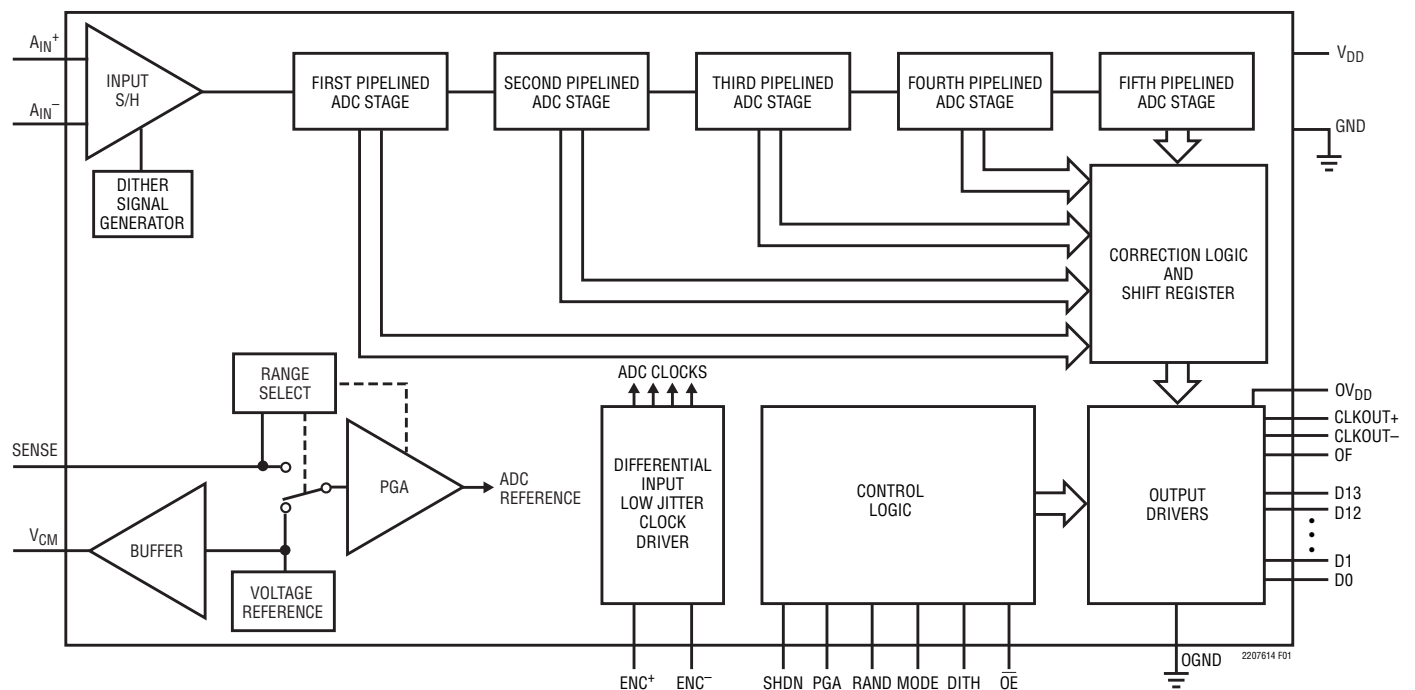 AIN+
AIN−
INPUT
S/H
DITHER
SIGNAL
GENERATOR
FIRST PIPELINED
ADC STAGE
SECOND PIPELINED
ADC STAGE
THIRD PIPELINED
ADC STAGE
FOURTH PIPELINED
ADC STAGE
FIFTH PIPELINED
ADC STAGE
VDD
GND
CORRECTION LOGIC
AND
SHIFT REGISTER
RANGE
SELECT
SENSE
PGA
ADC
REFERENCE
VCM
BUFFER
VOLTAGE
REFERENCE
ADC CLOCKS
DIFFERENTIAL
INPUT
LOW JITTER
CLOCK
DRIVER
ENC+
ENC−
CONTROL
LOGIC
SHDN
PGA
RAND
MODE
DITH
OE
OUTPUT
DRIVERS
OVDD
CLKOUT+
CLKOUT−
OF
D13
D12
D1
D0
OGND
2207614 F01